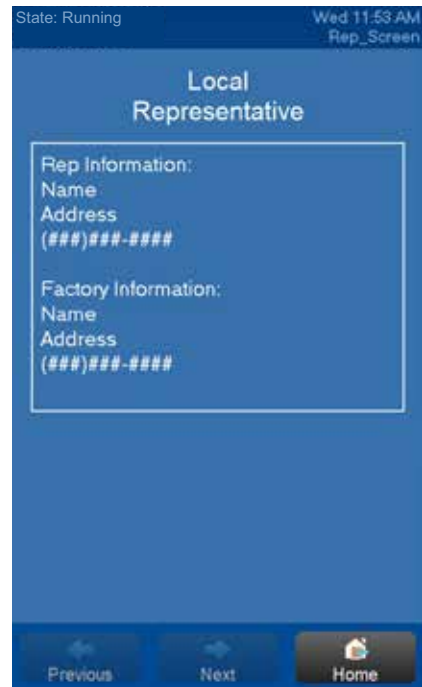 State: Running
Wed 11:53 AM
Rep_Screen
Local
Representative
Rep Information:
Name
Address
(###)###-####
Factory Information:
Name
Address
(###)###-####
Previous
Next
Home